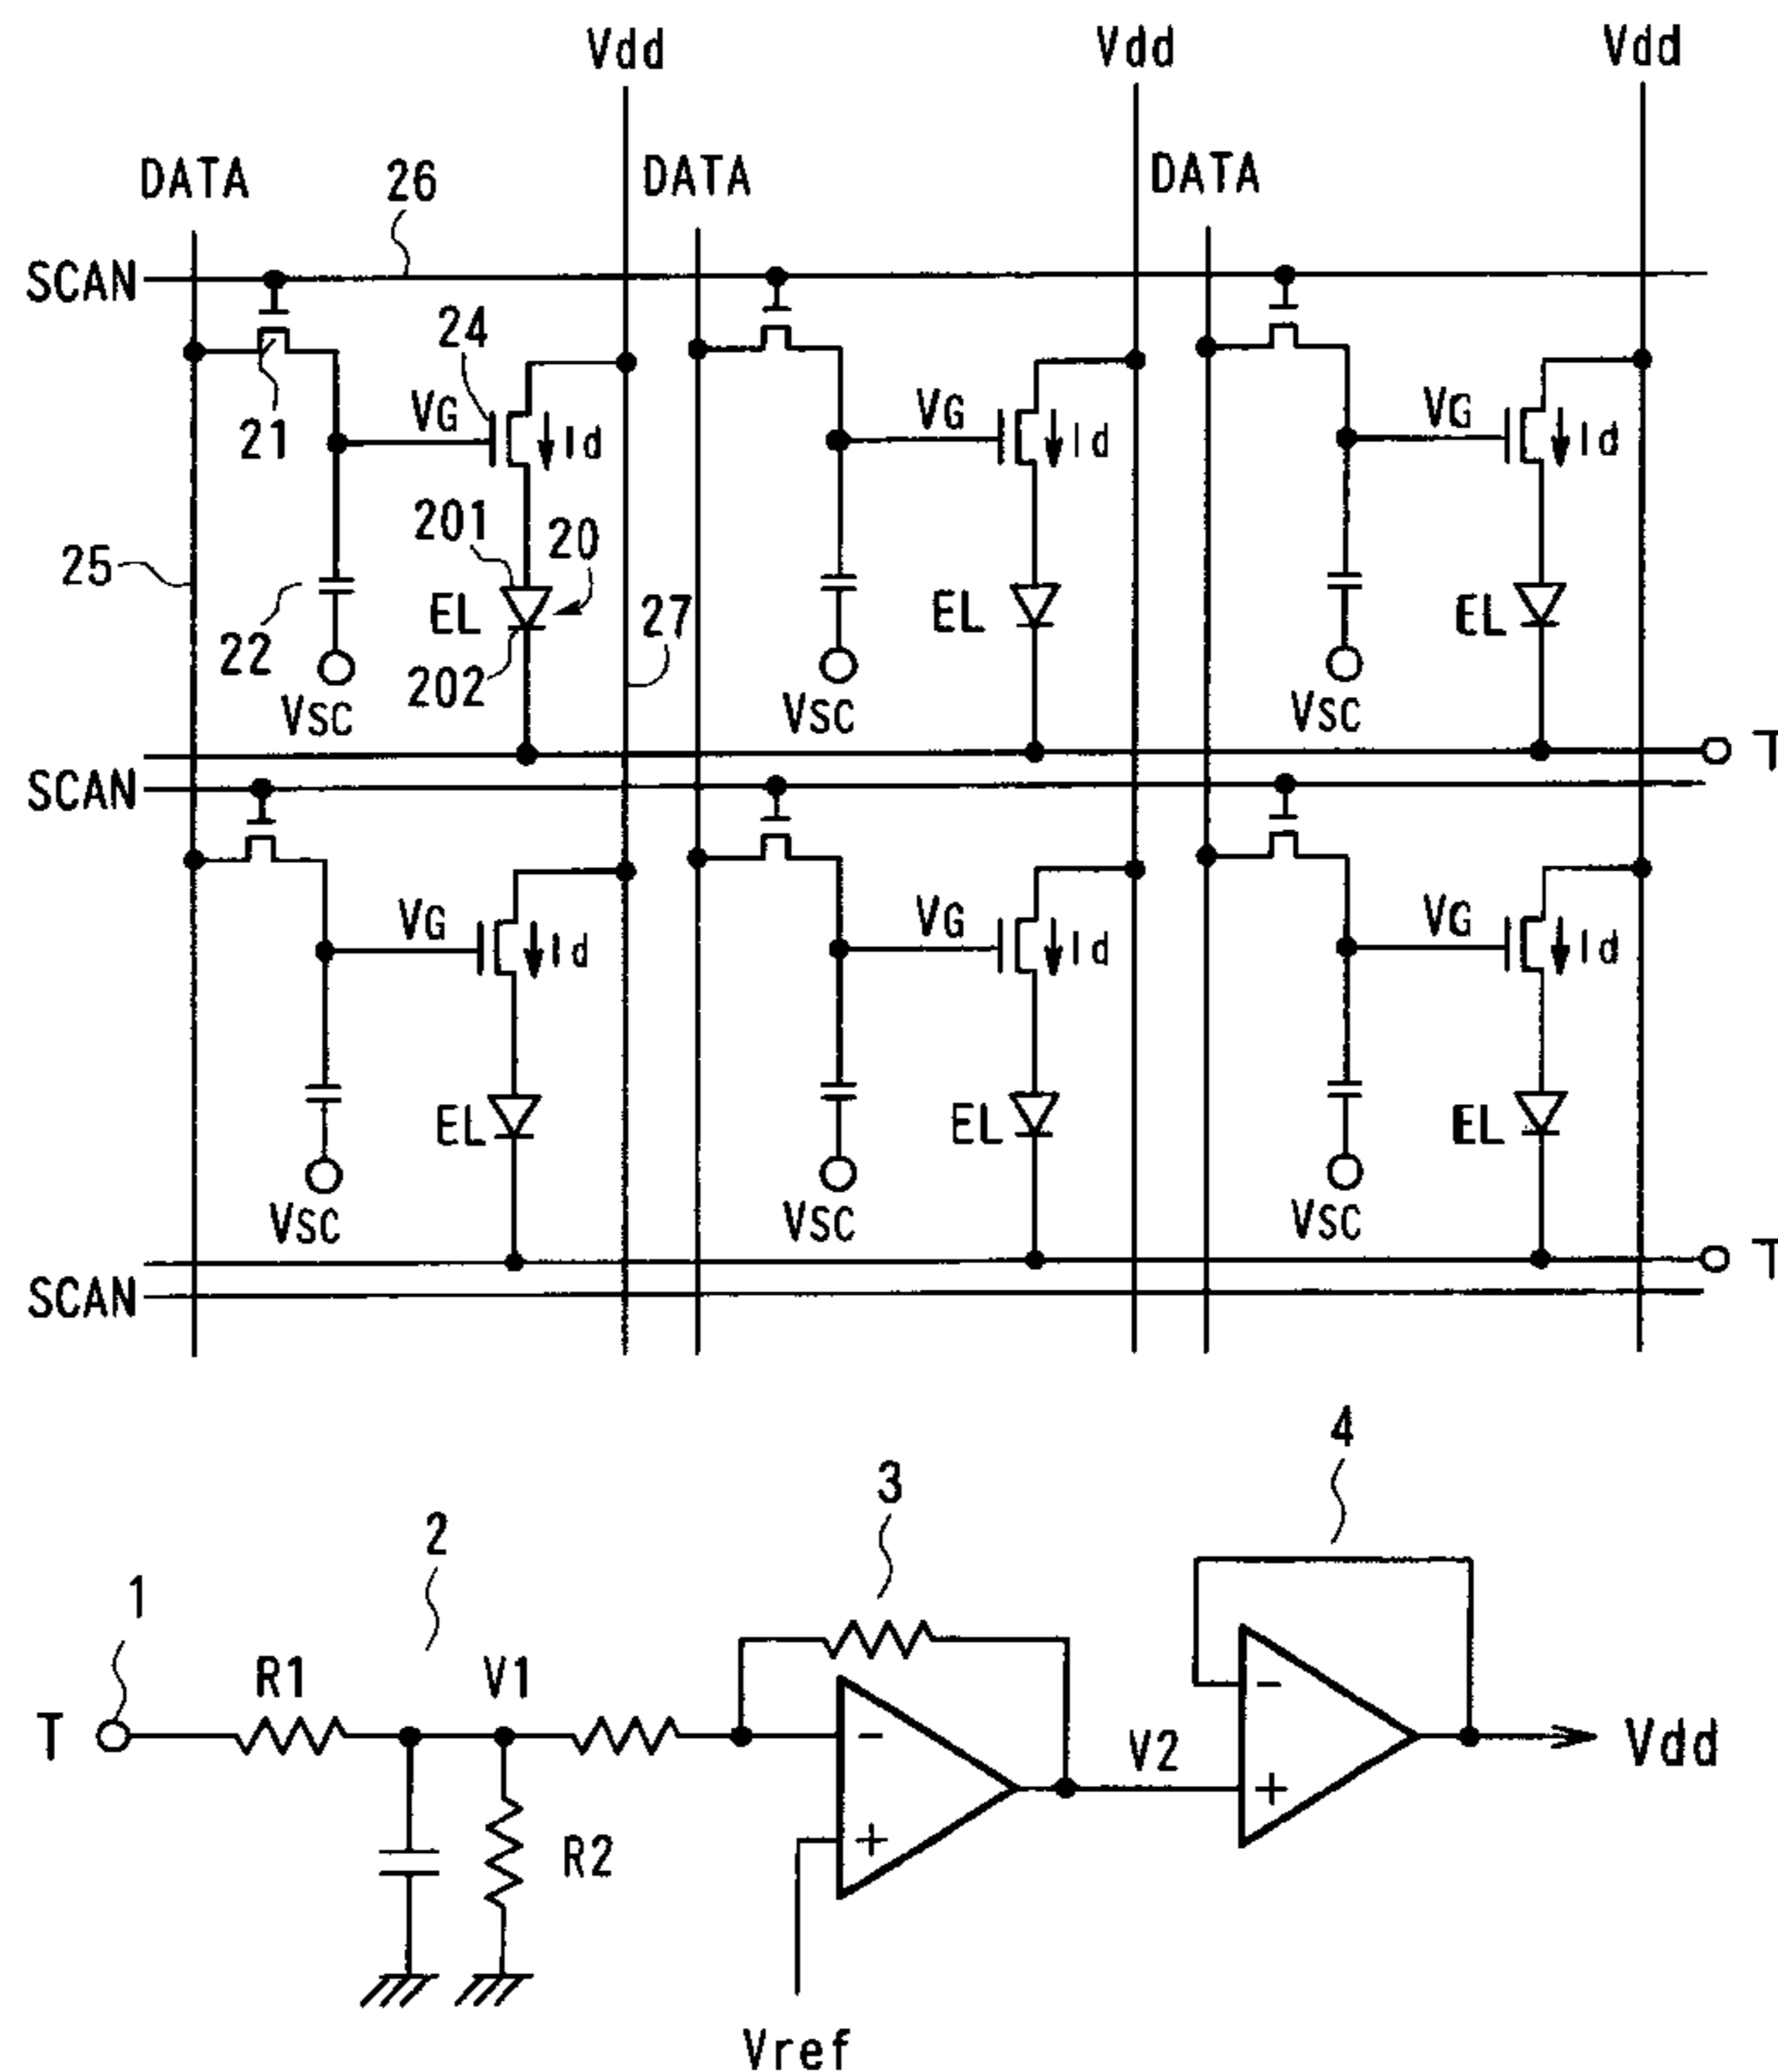 Vdd Vdd Vdd
DATA 26 DATA DATA
SCAN
24
VG Id VG Id VG Id
21
201 20
25 EL 27 EL EL
22 202
VSC VSC VSC
T
SCAN
VG Id VG Id VG Id
EL EL EL
VSC VSC VSC
T
SCAN
4
3
2
1
R1 V1
T V2 Vdd
- -
+ +
R2
Vref